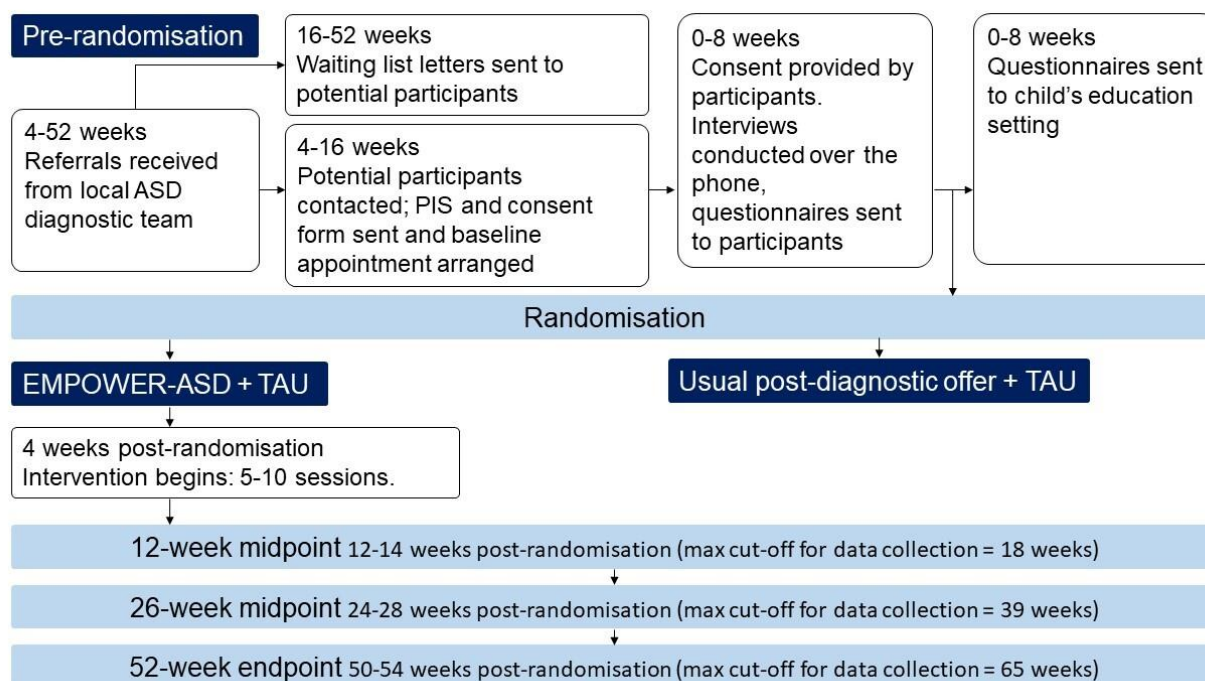 Pre-randomisation
4-52 weeks
Referrals received
from local ASD
diagnostic team
16-52 weeks
Waiting list letters sent to
potential participants
4-16 weeks
Potential participants
contacted; PIS and consent
form sent and baseline
appointment arranged
0-8 weeks
Consent provided by
participants.
Interviews
conducted over the
phone,
questionnaires sent
to participants
0-8 weeks
Questionnaires sent
to child’s education
setting
Randomisation
EMPOWER-ASD + TAU
Usual post-diagnostic offer + TAU
4 weeks post-randomisation
Intervention begins: 5-10 sessions.
12-week midpoint 12-14 weeks post-randomisation (max cut-off for data collection = 18 weeks)
26-week midpoint 24-28 weeks post-randomisation (max cut-off for data collection = 39 weeks)
52-week endpoint 50-54 weeks post-randomisation (max cut-off for data collection = 65 weeks)